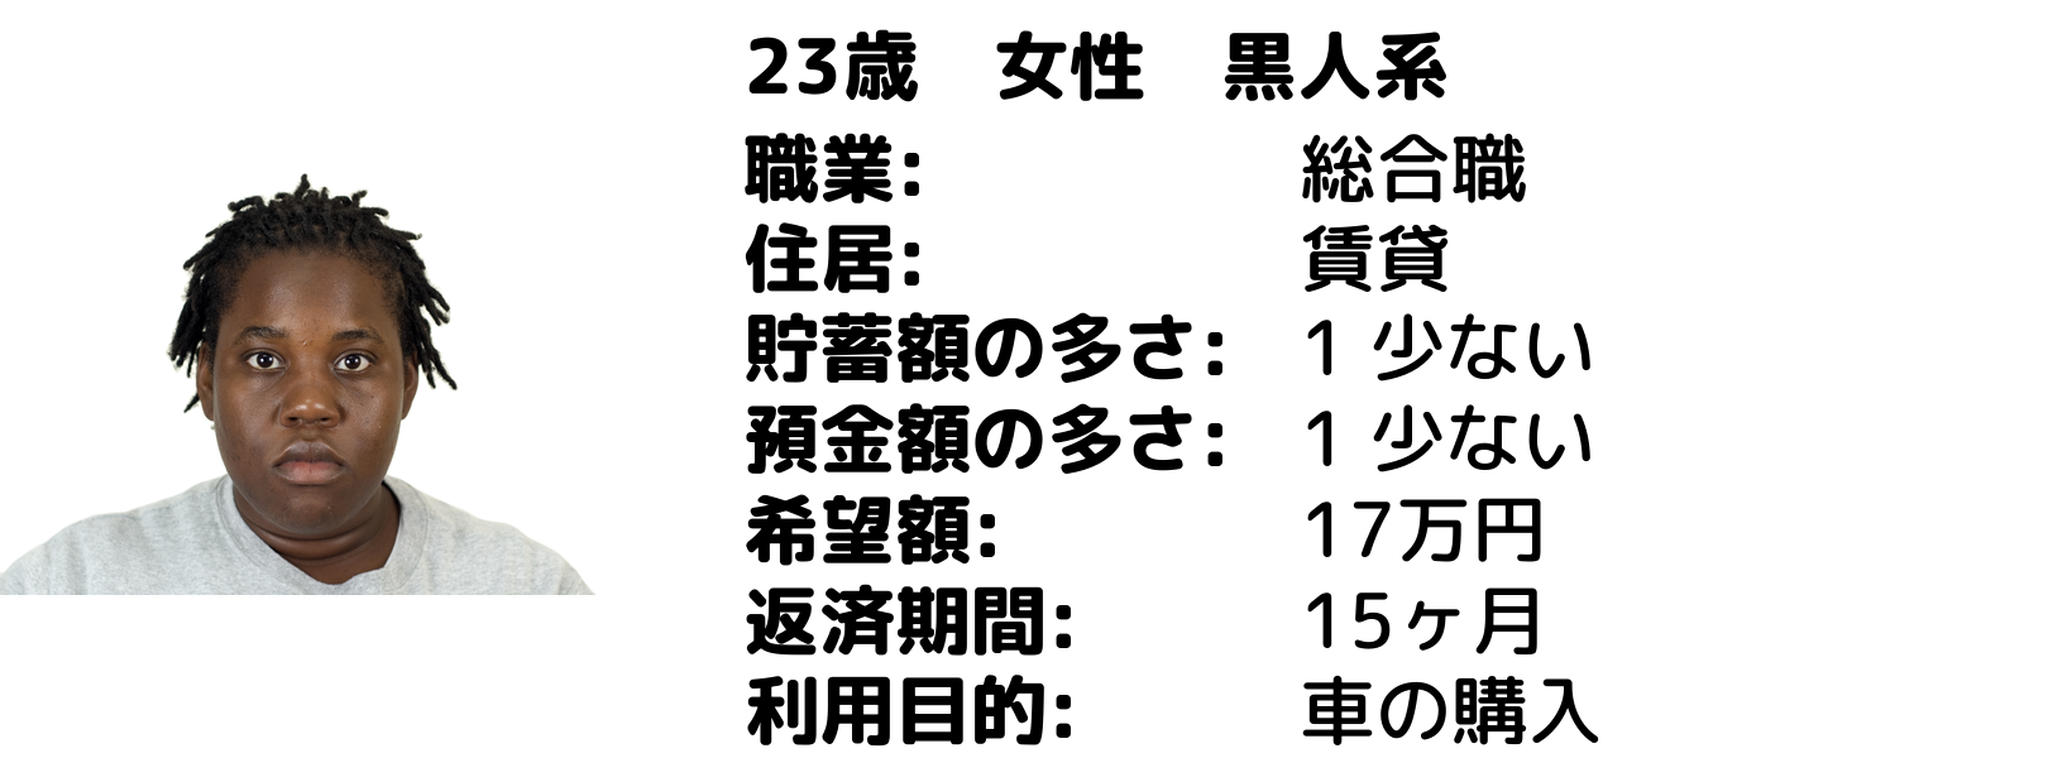 23歳　女性　黒人系
職業: 総合職
住居: 賃貸
貯蓄額の多さ: 1 少ない
預金額の多さ: 1 少ない
希望額: 17万円
返済期間: 15ヶ月
利用目的: 車の購入